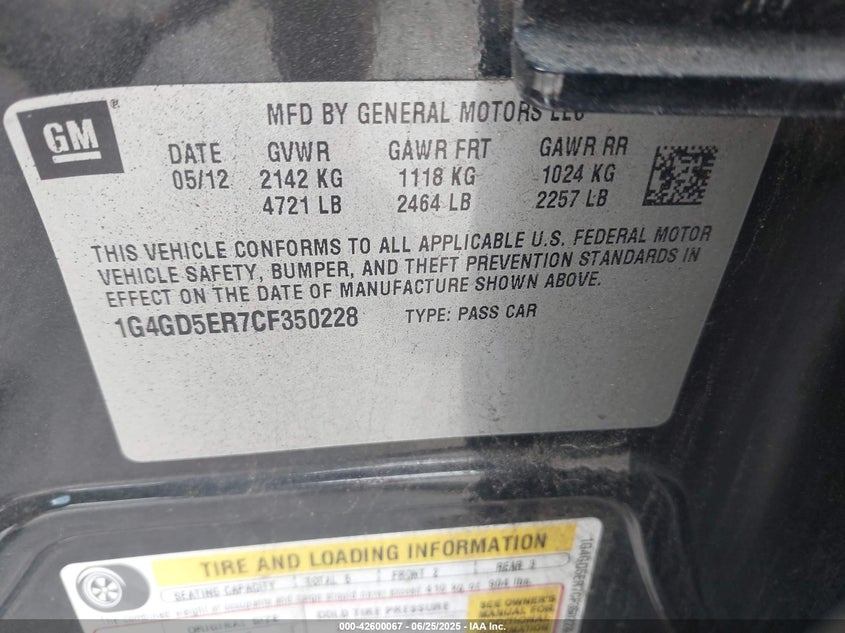 GM
MFD BY GENERAL MOTORS LLC
DATE GVWR GAWR FRT GAWR RR
05/12 2142 KG 1118 KG 1024 KG
4721 LB 2464 LB 2257 LB
THIS VEHICLE CONFORMS TO ALL APPLICABLE U.S. FEDERAL MOTOR
VEHICLE SAFETY, BUMPER, AND THEFT PREVENTION STANDARDS IN
EFFECT ON THE DATE OF MANUFACTURE SHOWN ABOVE.
1G4GD5ER7CF350228 TYPE: PASS CAR
TIRE AND LOADING INFORMATION
SEATING CAPACITY TOTAL 5 FRONT 2 REAR 3
COLD TIRE PRESSURE
SEE OWNER'S
MANUAL FOR
ADDITIONAL
000-42600067 - 06/25/2025 - IAA Inc.